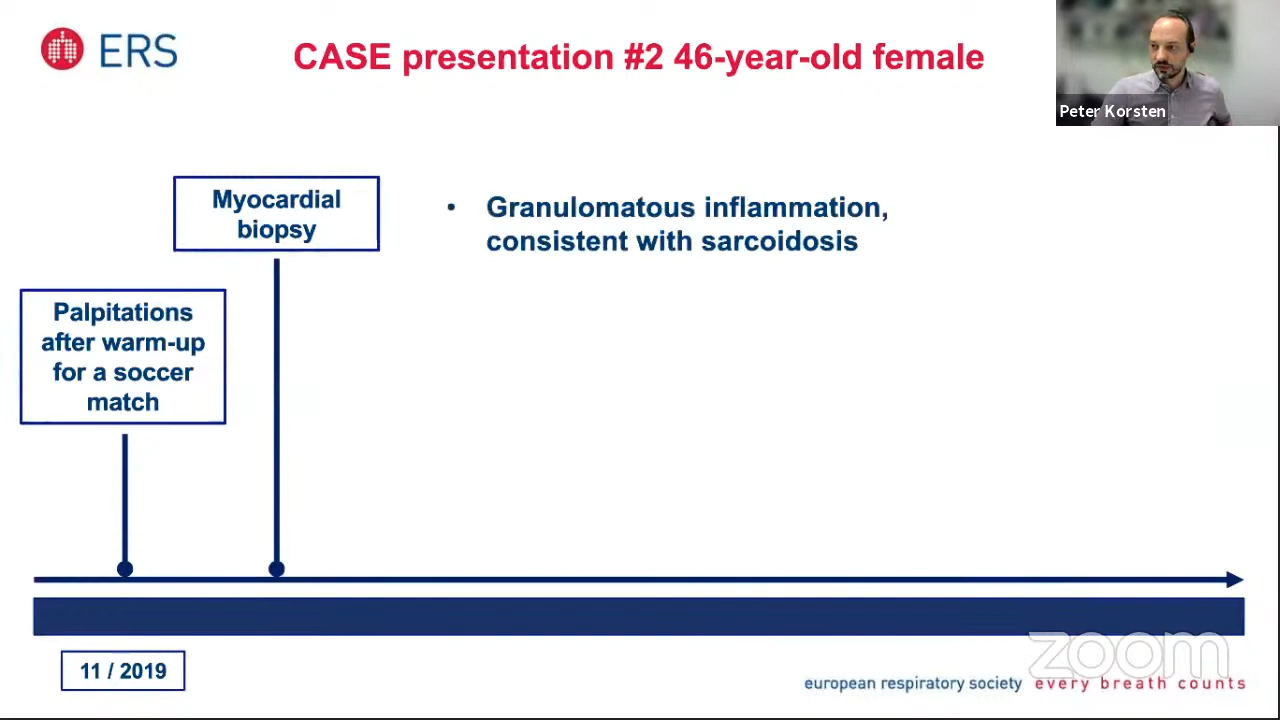 ERS
CASE presentation #2 46-year-old female
Peter Korsten
Myocardial
biopsy
• Granulomatous inflammation,
consistent with sarcoidosis
Palpitations
after warm-up
for a soccer
match
11 / 2019
zoom
european respiratory society every breath counts